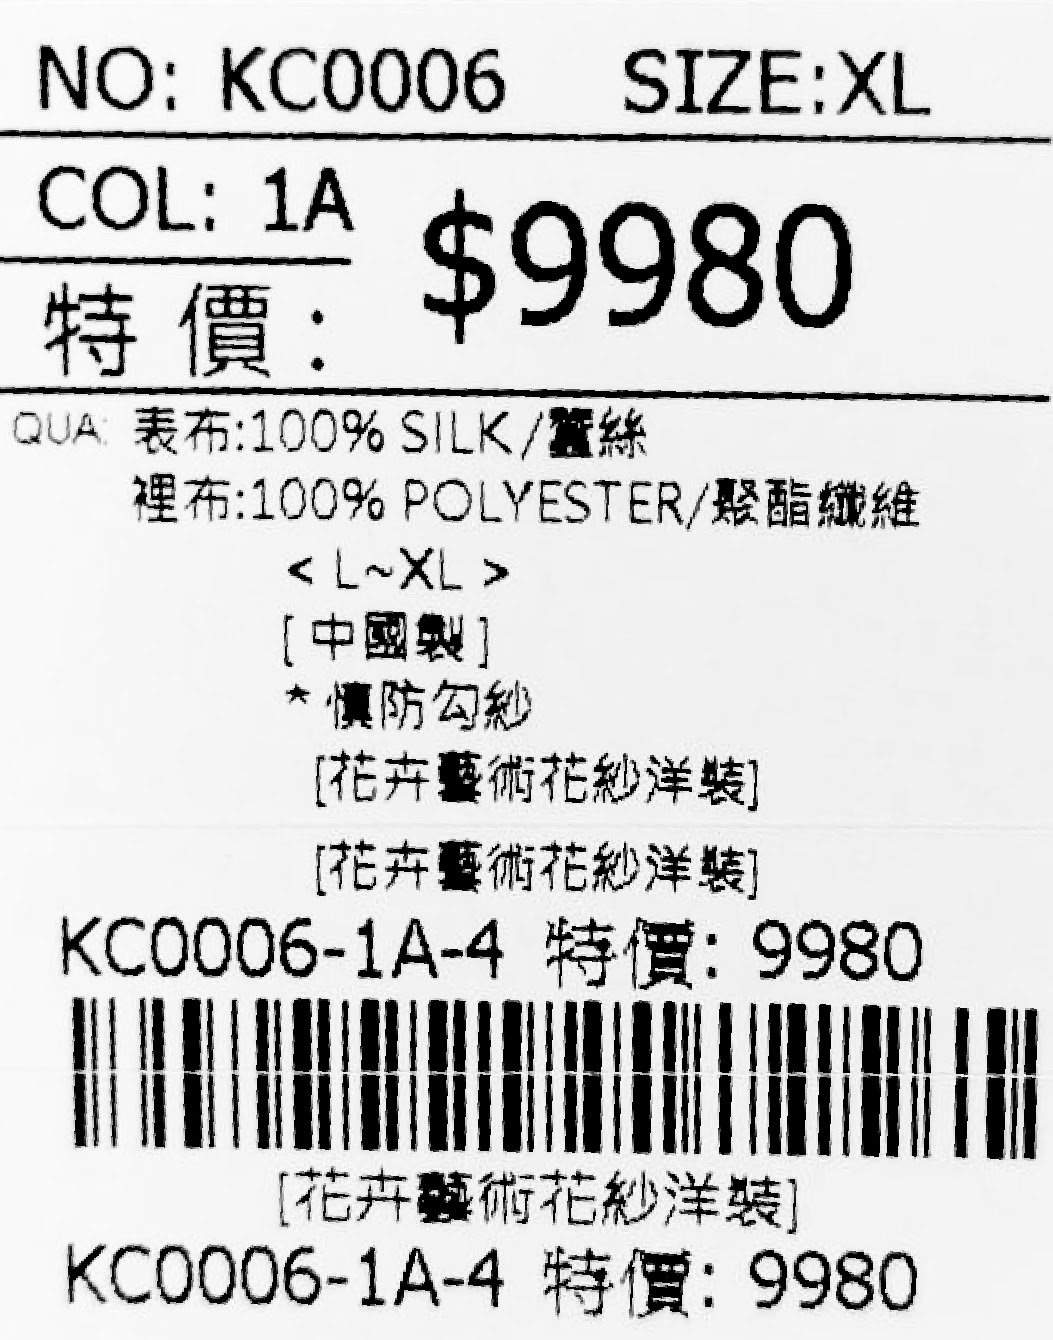 NO: KC0006 SIZE:XL
COL: 1A
$9980
特價:
QUA: 表布:100% SILK/蠶絲
裡布:100% POLYESTER/聚酯纖維
< L~XL >
[ 中國製 ]
* 慎防勾紗
[花卉藝術花紗洋裝]
[花卉藝術花紗洋裝]
KC0006-1A-4 特價: 9980
[花卉藝術花紗洋裝]
KC0006-1A-4 特價: 9980